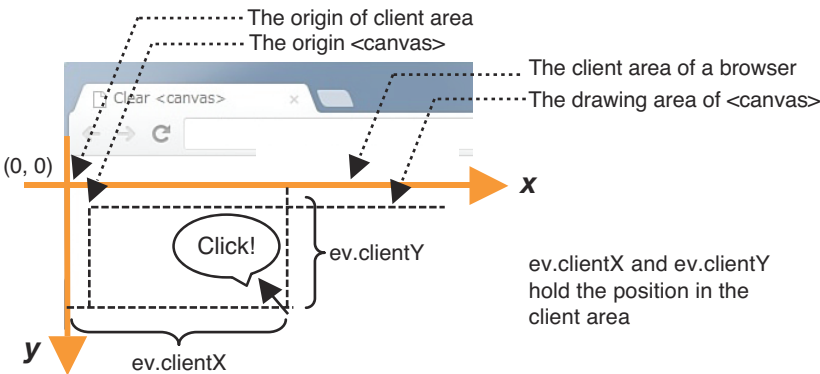 The origin of client area
The origin <canvas>
The client area of a browser
Clear <canvas>
The drawing area of <canvas>
(0, 0)
x
Click!
ev.clientY
ev.clientX and ev.clientY
hold the position in the
client area
y
ev.clientX